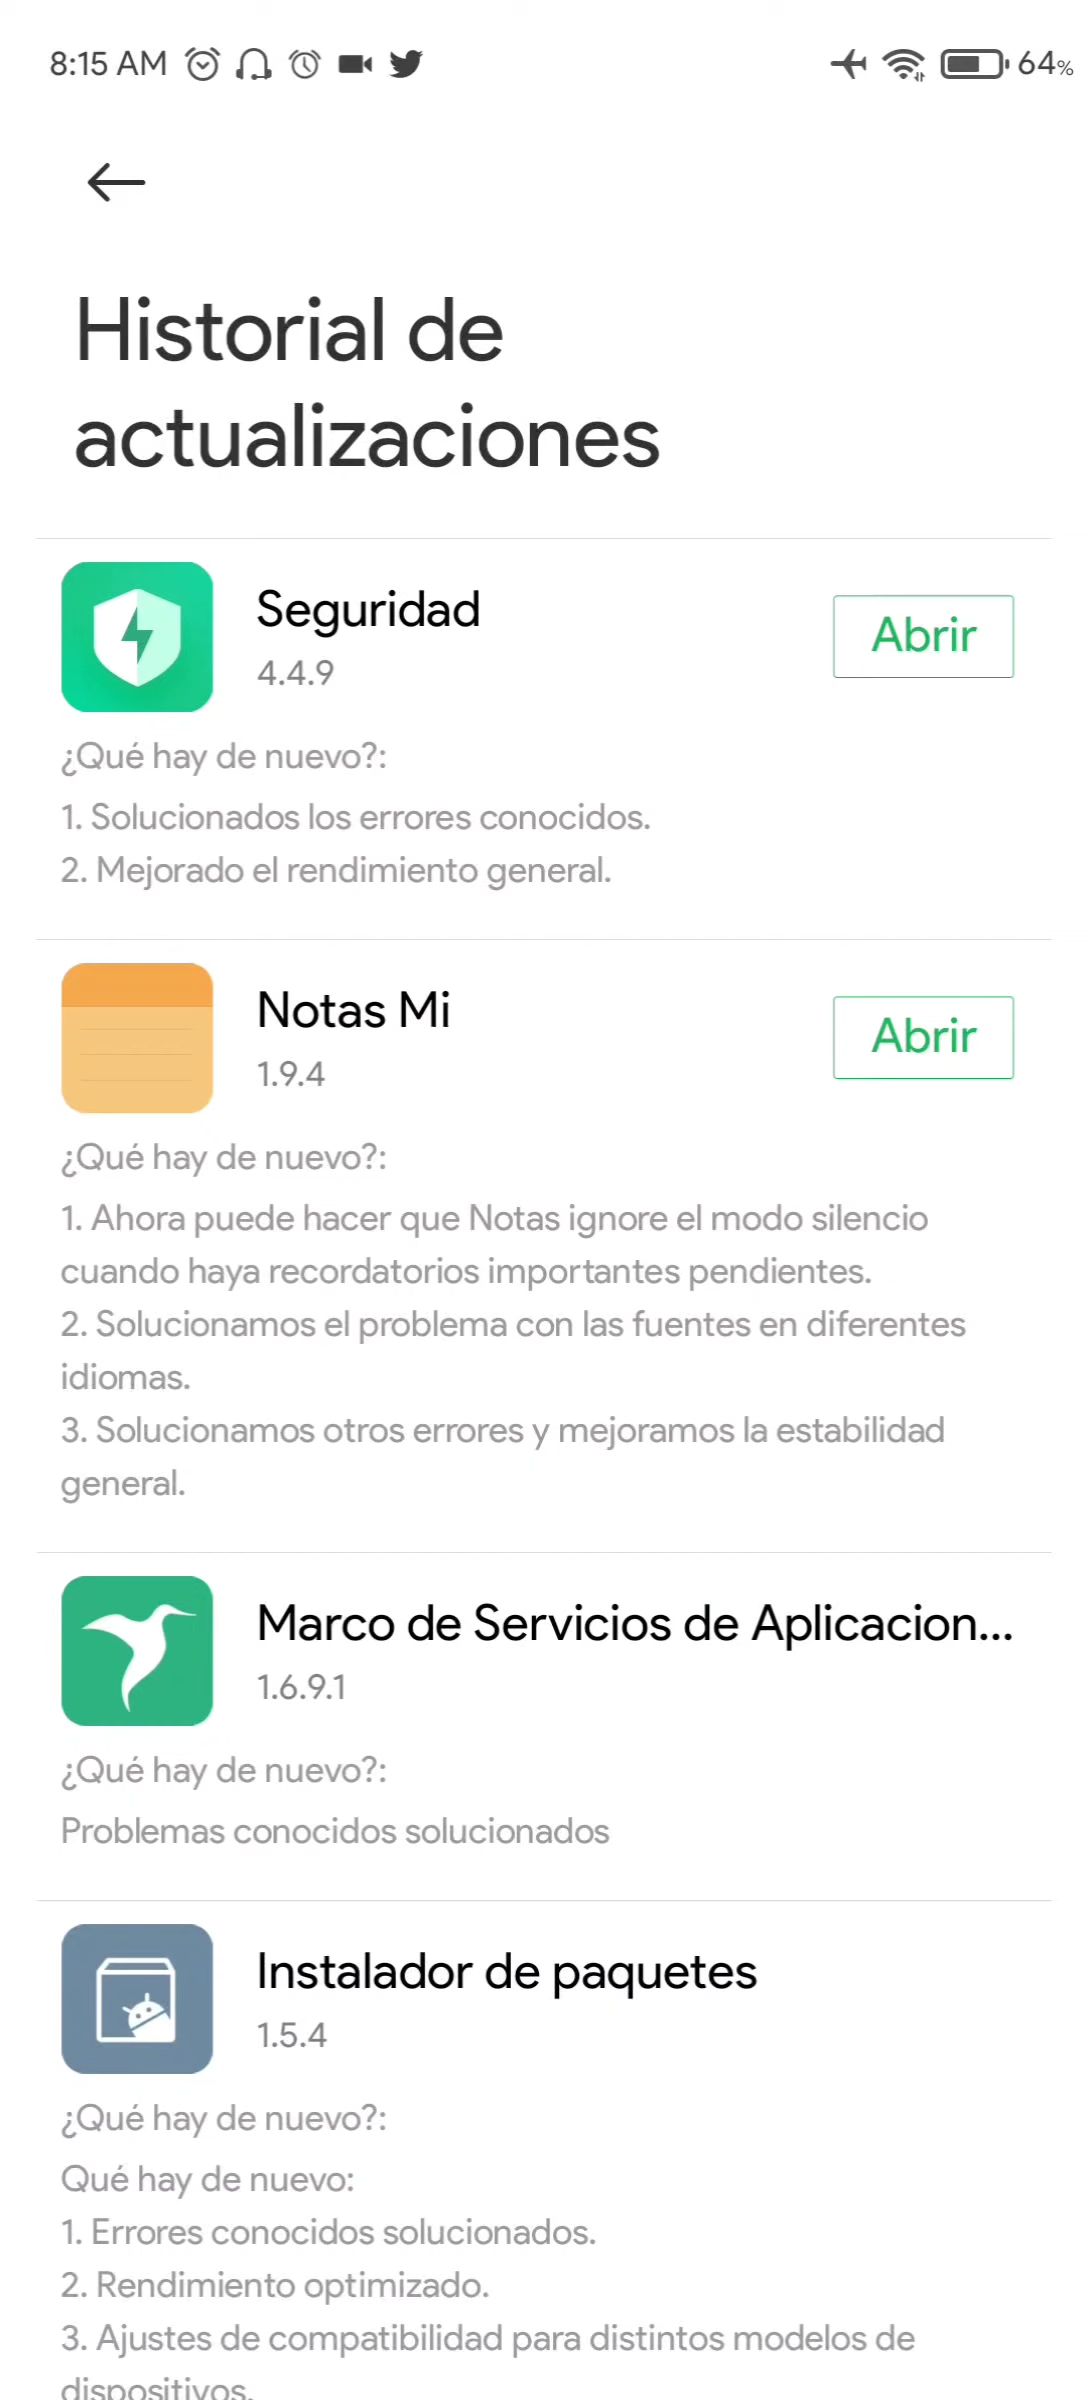 8:15 AM 64%
Historial de
actualizaciones
Seguridad
4.4.9
Abrir
¿Qué hay de nuevo?:
1. Solucionados los errores conocidos.
2. Mejorado el rendimiento general.
Notas Mi
1.9.4
Abrir
¿Qué hay de nuevo?:
1. Ahora puede hacer que Notas ignore el modo silencio
cuando haya recordatorios importantes pendientes.
2. Solucionamos el problema con las fuentes en diferentes
idiomas.
3. Solucionamos otros errores y mejoramos la estabilidad
general.
Marco de Servicios de Aplicacion...
1.6.9.1
¿Qué hay de nuevo?:
Problemas conocidos solucionados
Instalador de paquetes
1.5.4
¿Qué hay de nuevo?:
Qué hay de nuevo:
1. Errores conocidos solucionados.
2. Rendimiento optimizado.
3. Ajustes de compatibilidad para distintos modelos de
dispositivos.